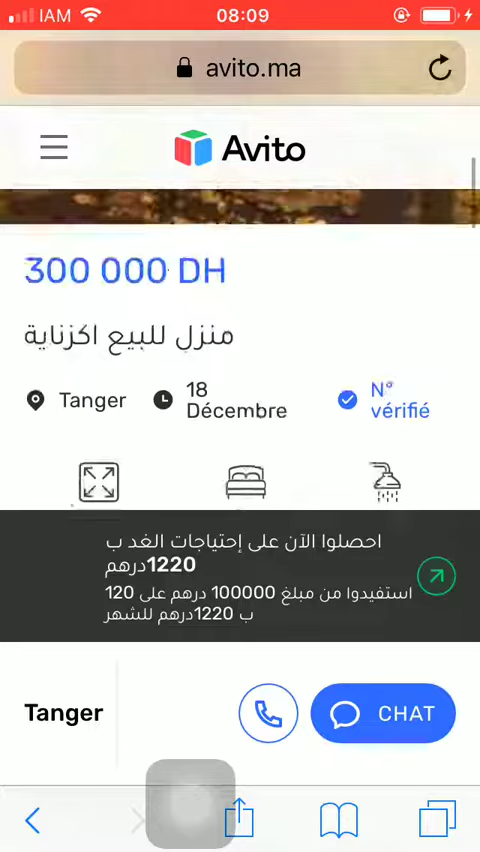 IAM 08:09
avito.ma
Avito
300 000 DH
منزل للبيع اكزناية
Tanger
18 Décembre
N° vérifié
احصلوا الآن على إحتياجات الغد ب
1220درهم
استفيدوا من مبلغ 100000 درهم على 120
ب 1220درهم للشهر
Tanger
CHAT